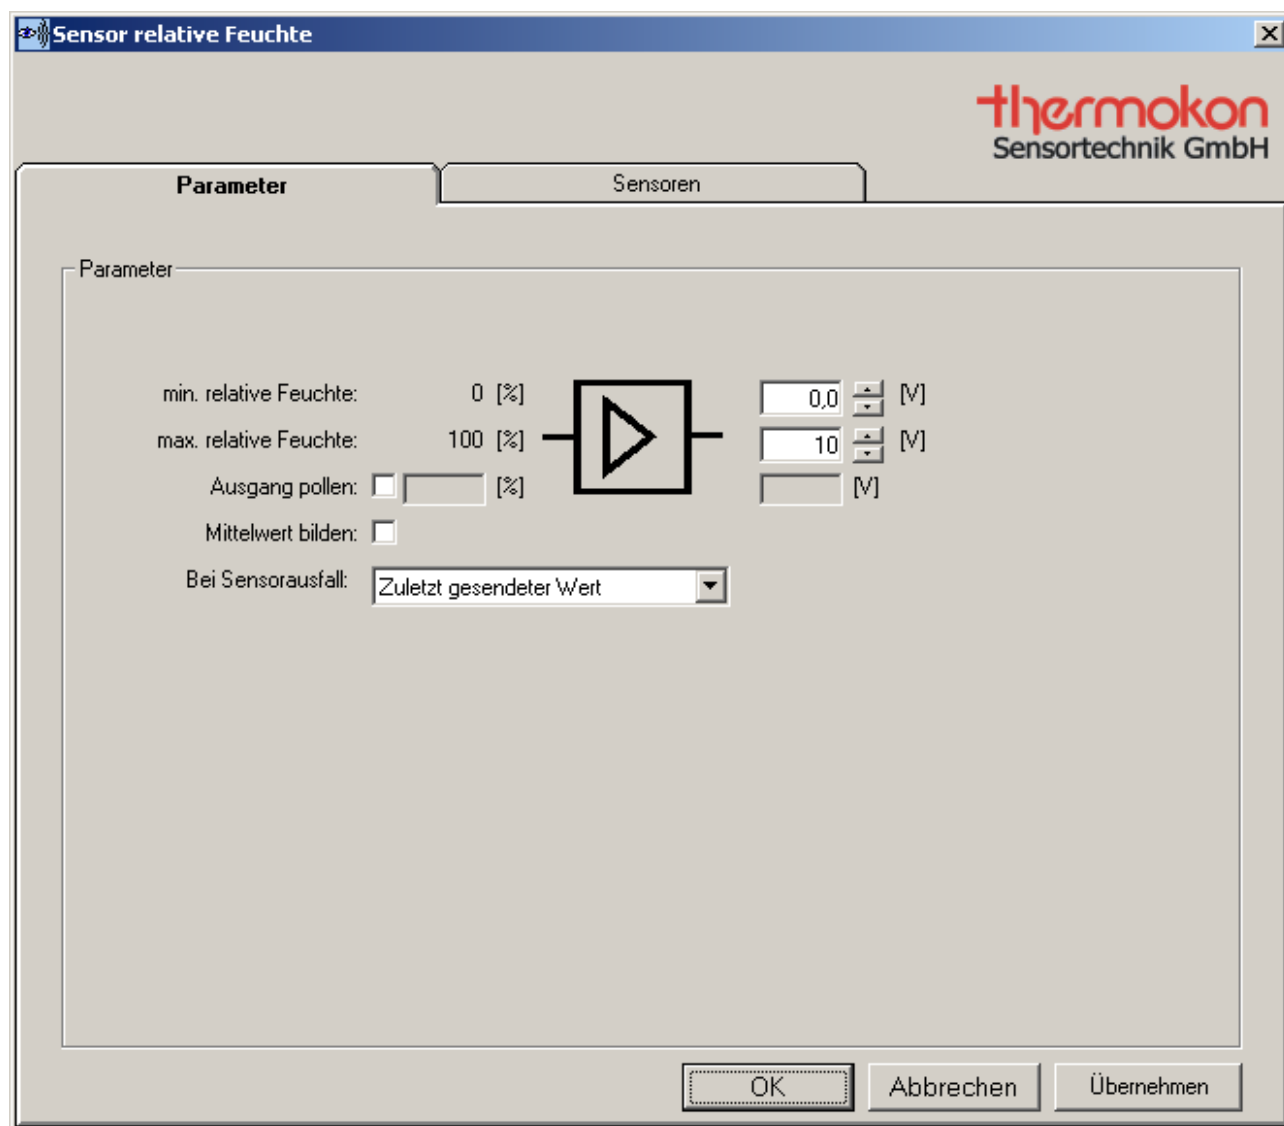 Sensor relative Feuchte
thermokon
Sensortechnik GmbH
Parameter Sensoren
Parameter
min. relative Feuchte: 0 [%] 0,0 [V]
max. relative Feuchte: 100 [%] 10 [V]
Ausgang pollen: [%] [V]
Mittelwert bilden:
Bei Sensorausfall: Zuletzt gesendeter Wert
OK Abbrechen Übernehmen